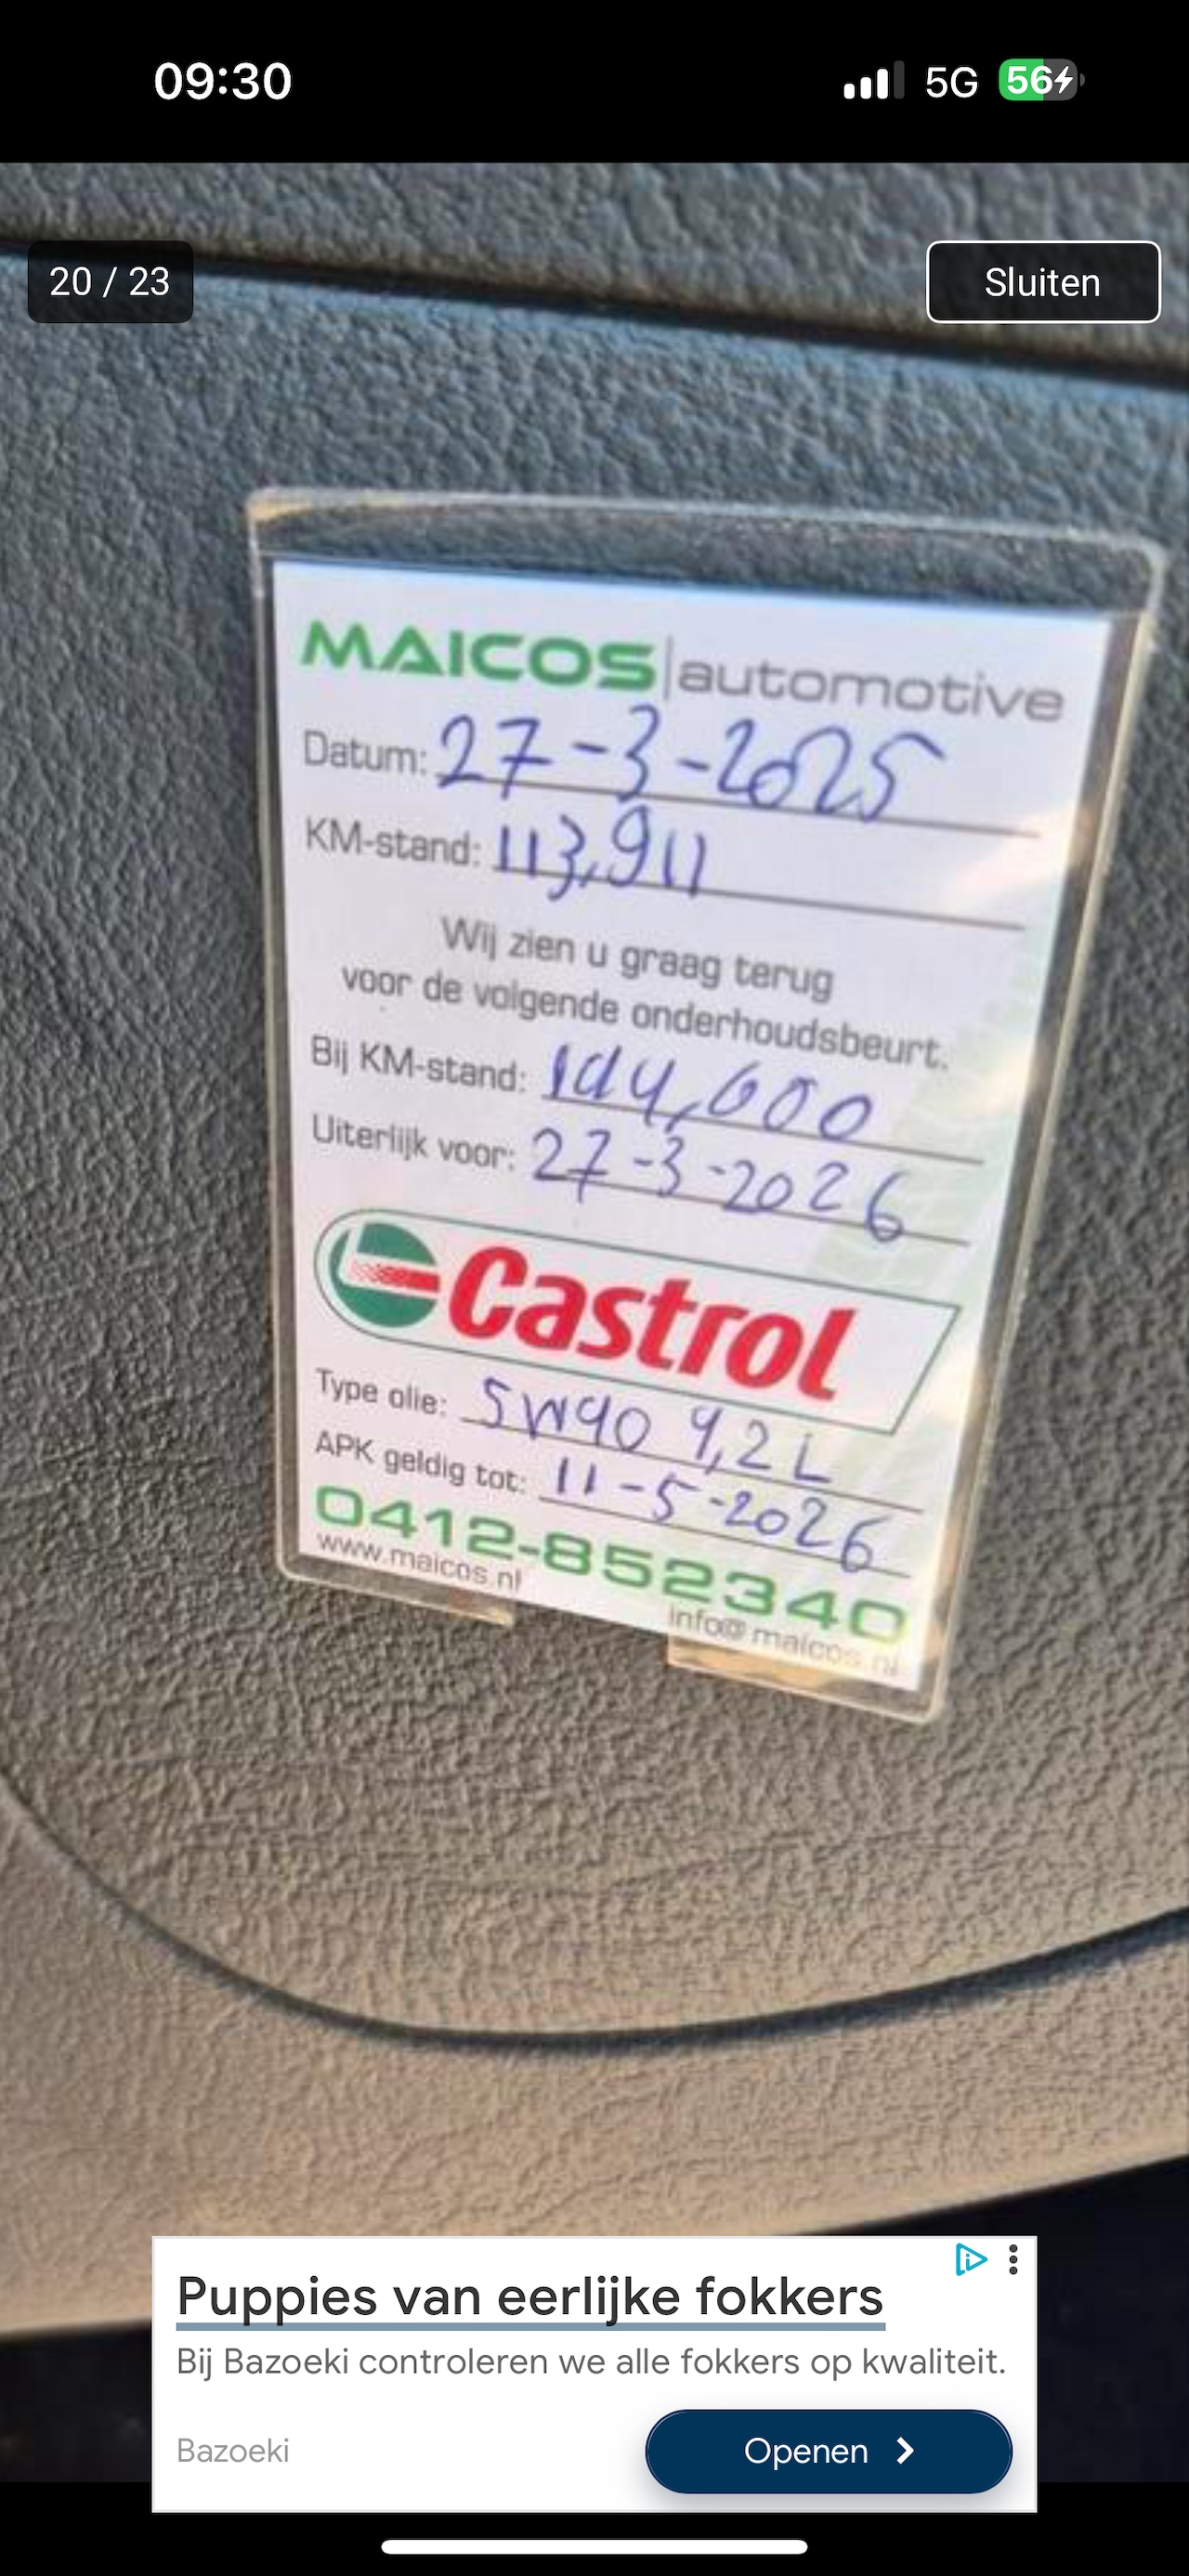 09:30
5G 56
20 / 23
Sluiten
MAICOS|automotive
Datum: 27-3-2025
KM-stand: 113,911
Wij zien u graag terug
voor de volgende onderhoudsbeurt.
Bij KM-stand: 144,000
Uiterlijk voor: 27-3-2026
Castrol
Type olie: 5W40 4,2 L
APK geldig tot: 11-5-2026
0412-852340
www.maicos.nl
info@maicos.nl
Puppies van eerlijke fokkers
Bij Bazoeki controleren we alle fokkers op kwaliteit.
Bazoeki
Openen